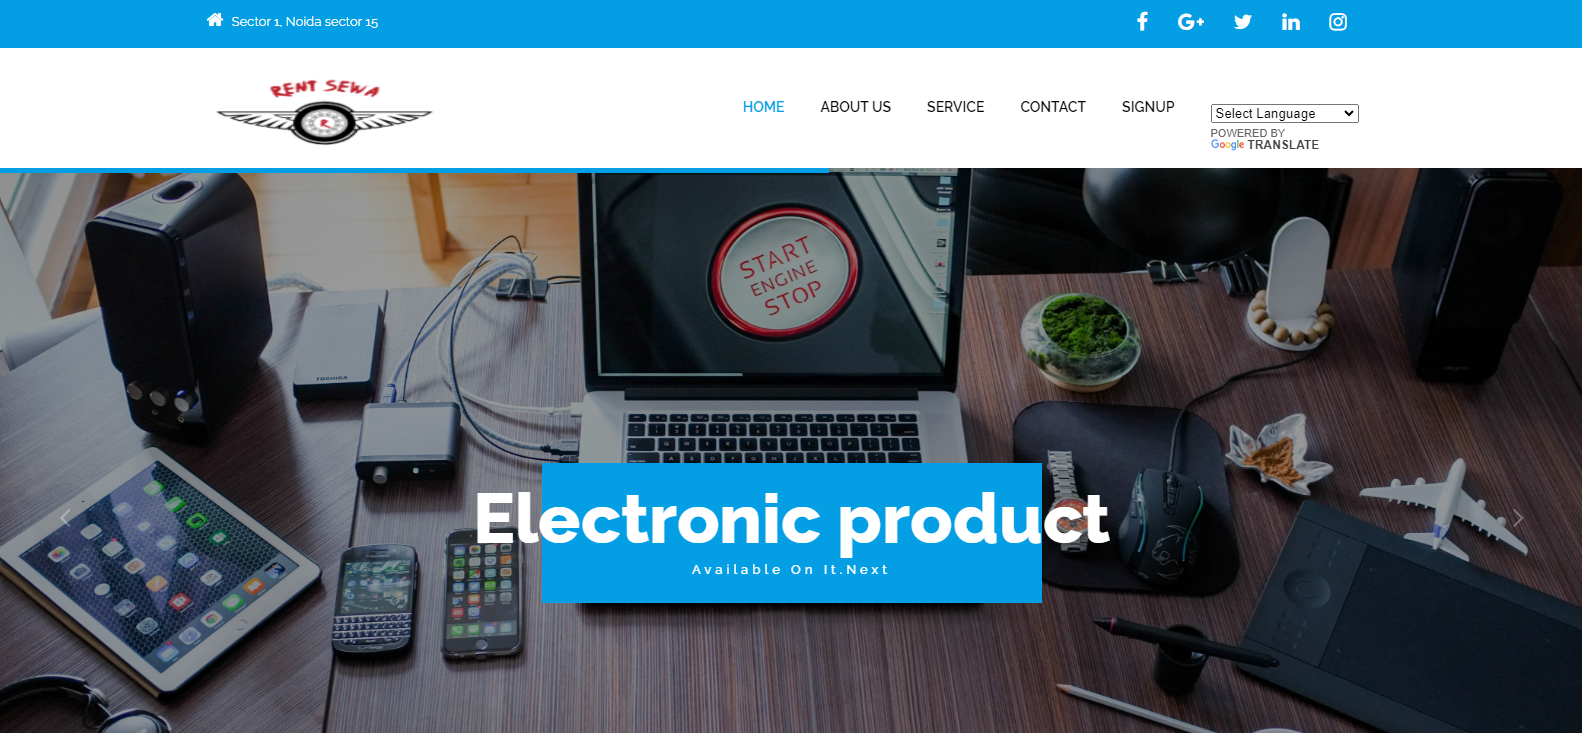 Sector 1, Noida sector 15
RENT SEWA
R
HOME
ABOUT US
SERVICE
CONTACT
SIGNUP
Select Language
POWERED BY
Google TRANSLATE
START
ENGINE
STOP
TOSHIBA
Electronic product
Available On It.Next